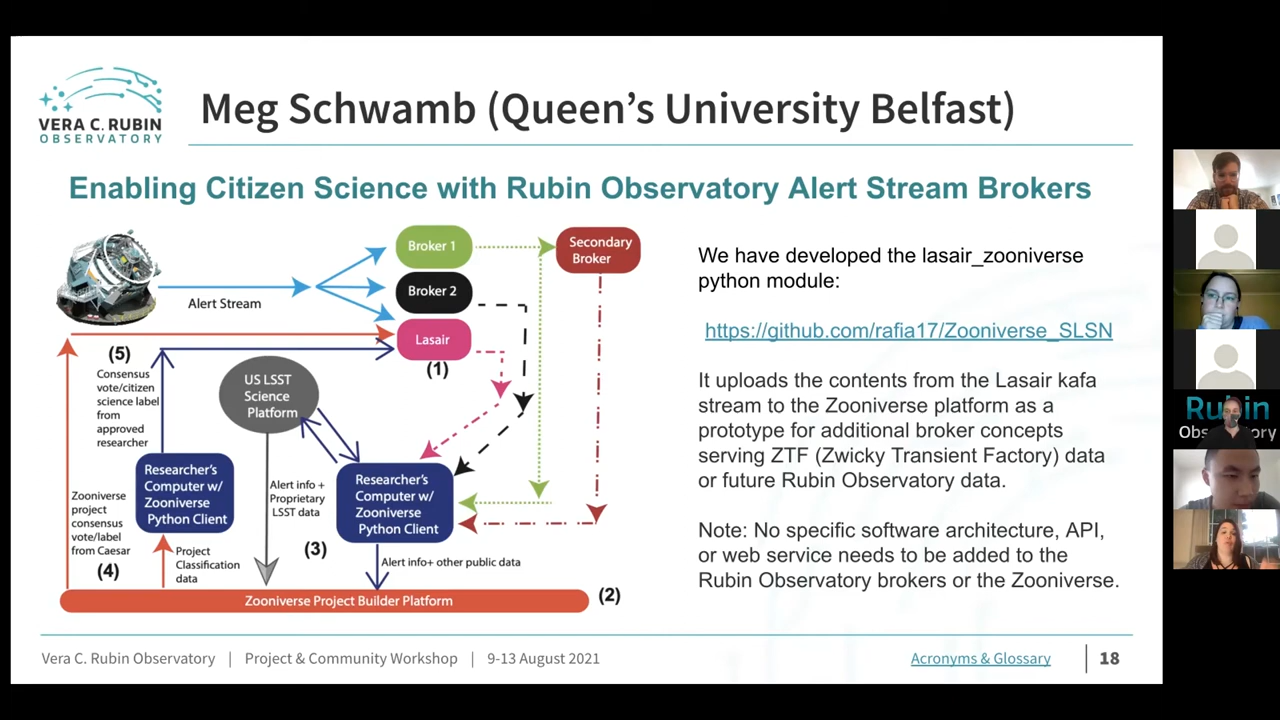 VERA C. RUBIN
OBSERVATORY
Meg Schwamb (Queen's University Belfast)
Enabling Citizen Science with Rubin Observatory Alert Stream Brokers
Alert Stream
Broker 1
Broker 2
Lasair
(1)
Secondary
Broker
(5)
Consensus
vote/citizen
science label
from
approved
researcher
US LSST
Science
Platform
Researcher's
Computer w/
Zooniverse
Python Client
Alert info +
Proprietary
LSST data
Researcher's
Computer w/
Zooniverse
Python Client
Zooniverse
project
consensus
vote/label
from Caesar
(4)
Project
Classification
data
(3)
Alert info+ other public data
Zooniverse Project Builder Platform
(2)
We have developed the lasair_zooniverse
python module:
https://github.com/rafia17/Zooniverse_SLSN
It uploads the contents from the Lasair kafa
stream to the Zooniverse platform as a
prototype for additional broker concepts
serving ZTF (Zwicky Transient Factory) data
or future Rubin Observatory data.
Note: No specific software architecture, API,
or web service needs to be added to the
Rubin Observatory brokers or the Zooniverse.
Vera C. Rubin Observatory | Project & Community Workshop | 9-13 August 2021
Acronyms & Glossary
18
Rubin